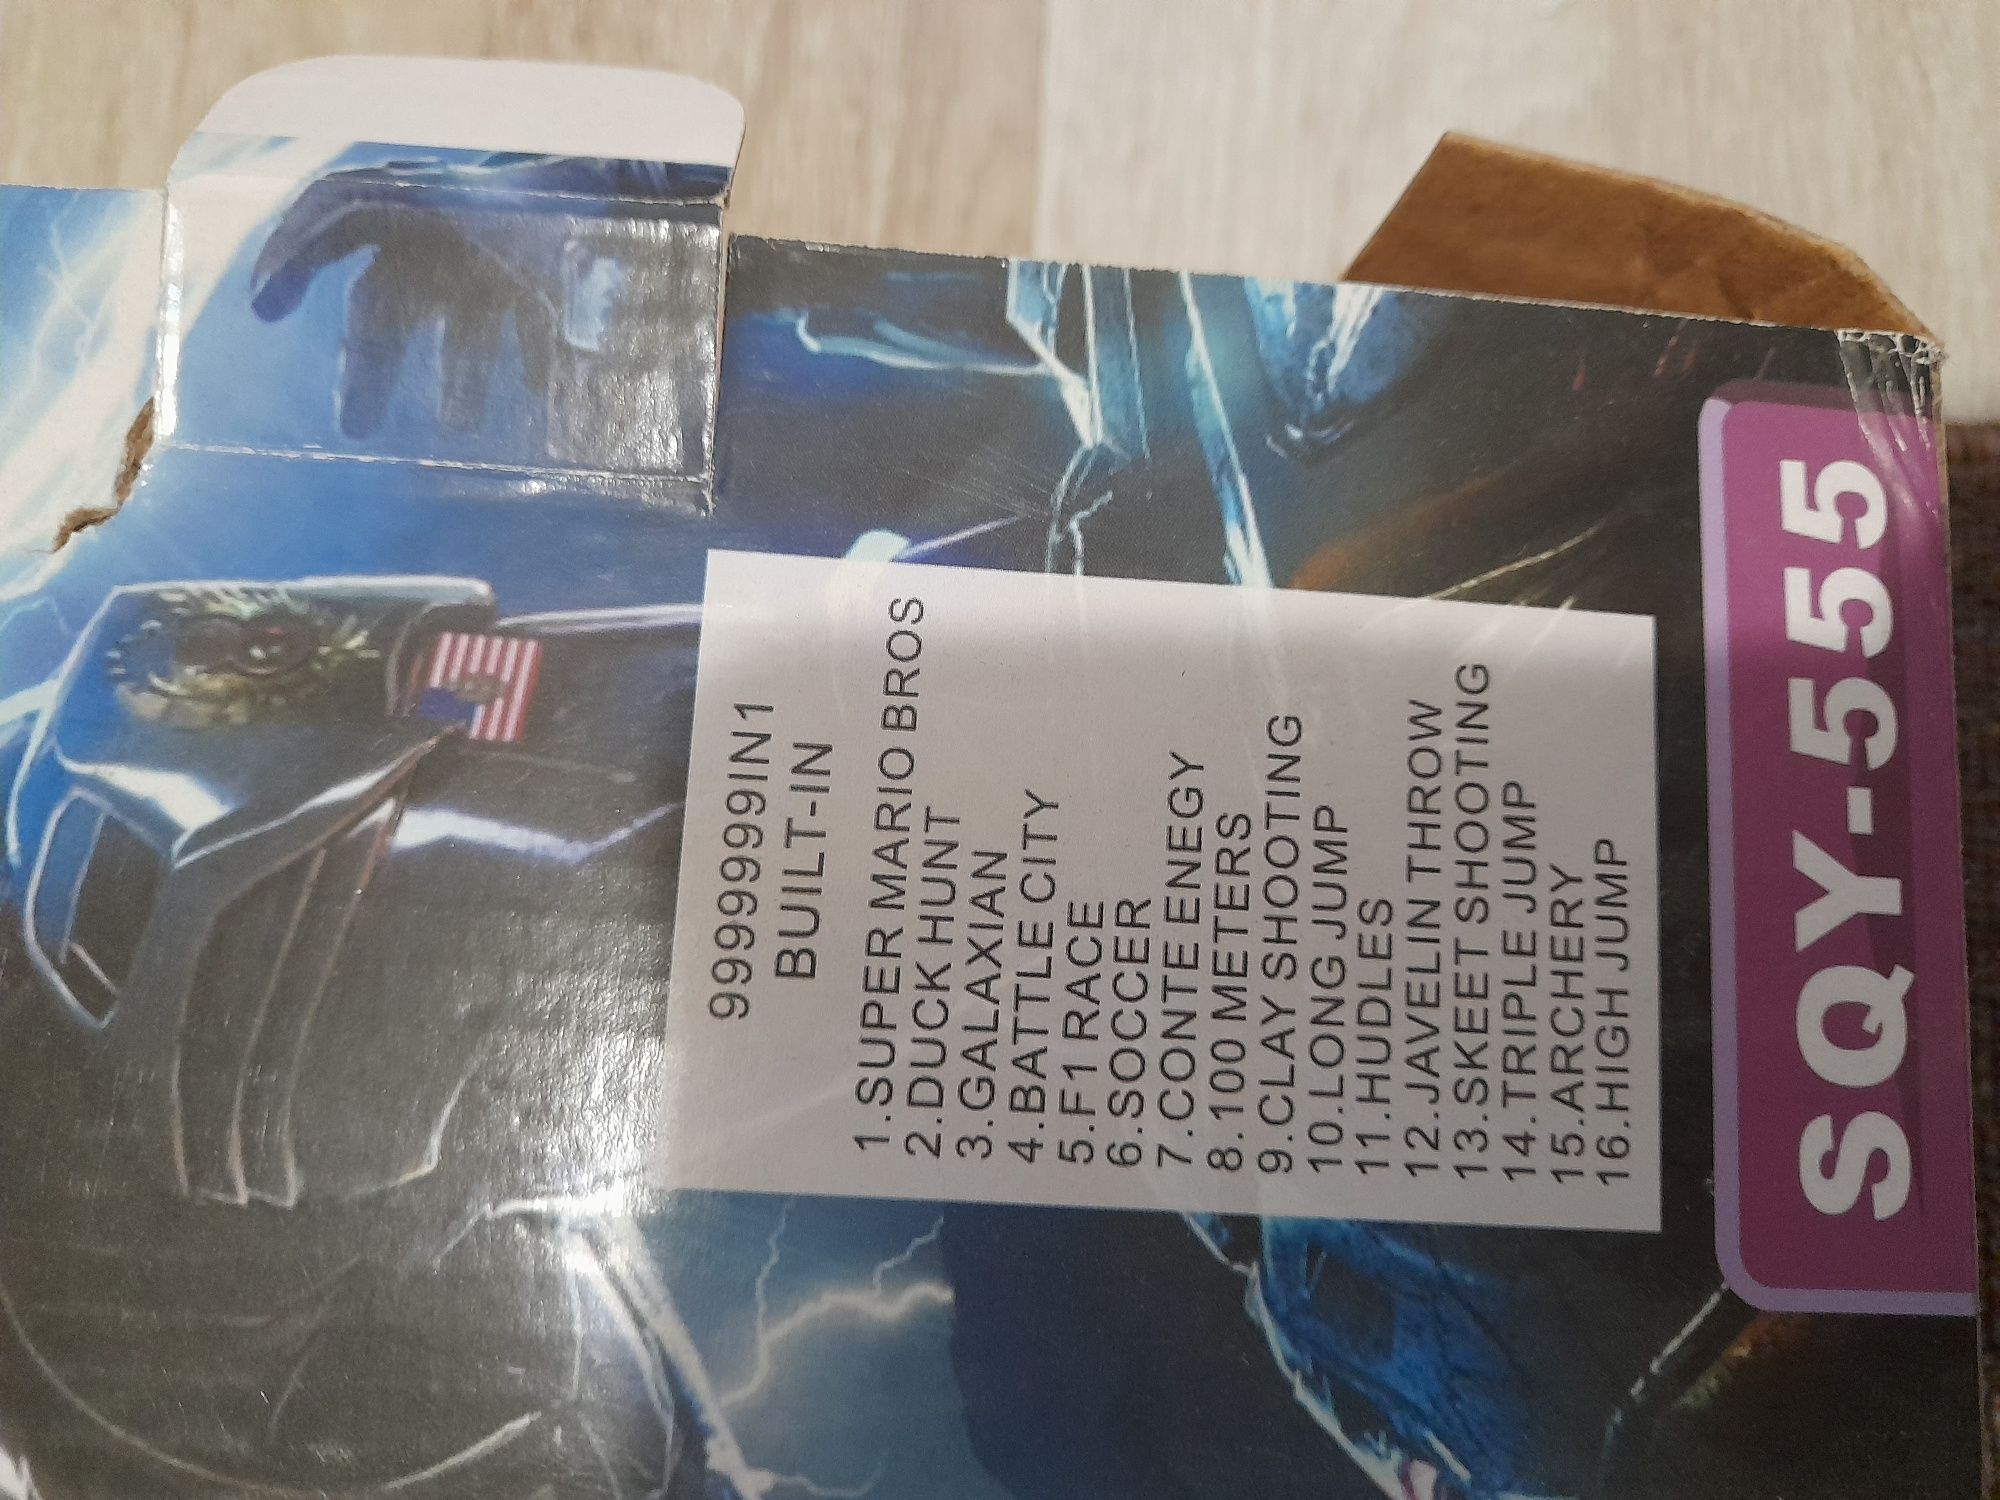 9999999IN1
BUILT-IN
1.SUPER MARIO BROS
2.DUCK HUNT
3.GALAXIAN
4.BATTLE CITY
5.F1 RACE
6.SOCCER
7.CONTE ENEGY
8.100 METERS
9.CLAY SHOOTING
10.LONG JUMP
11.HUDLES
12.JAVELIN THROW
13.SKEET SHOOTING
14.TRIPLE JUMP
15.ARCHERY
16.HIGH JUMP
SQY-555